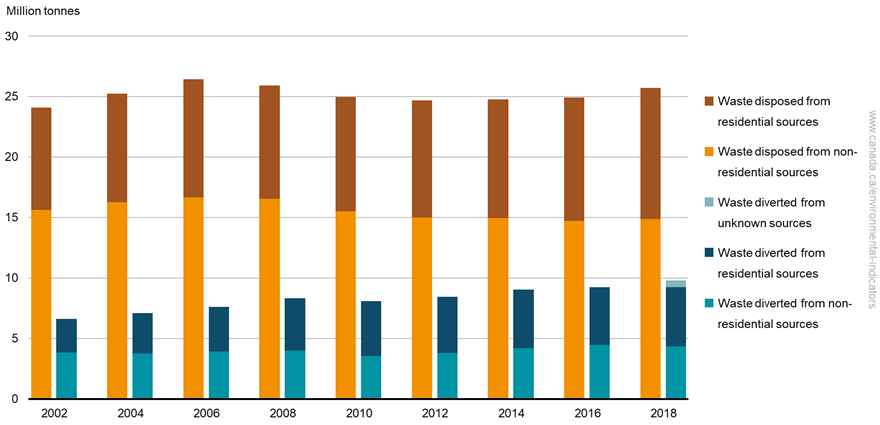 Million tonnes
30
25
20
15
10
5
0
2002 2004 2006 2008 2010 2012 2014 2016 2018
Waste disposed from
residential sources
Waste disposed from non-
residential sources
Waste diverted from
unknown sources
Waste diverted from
residential sources
Waste diverted from non-
residential sources
www.canada.ca/environmental-indicators